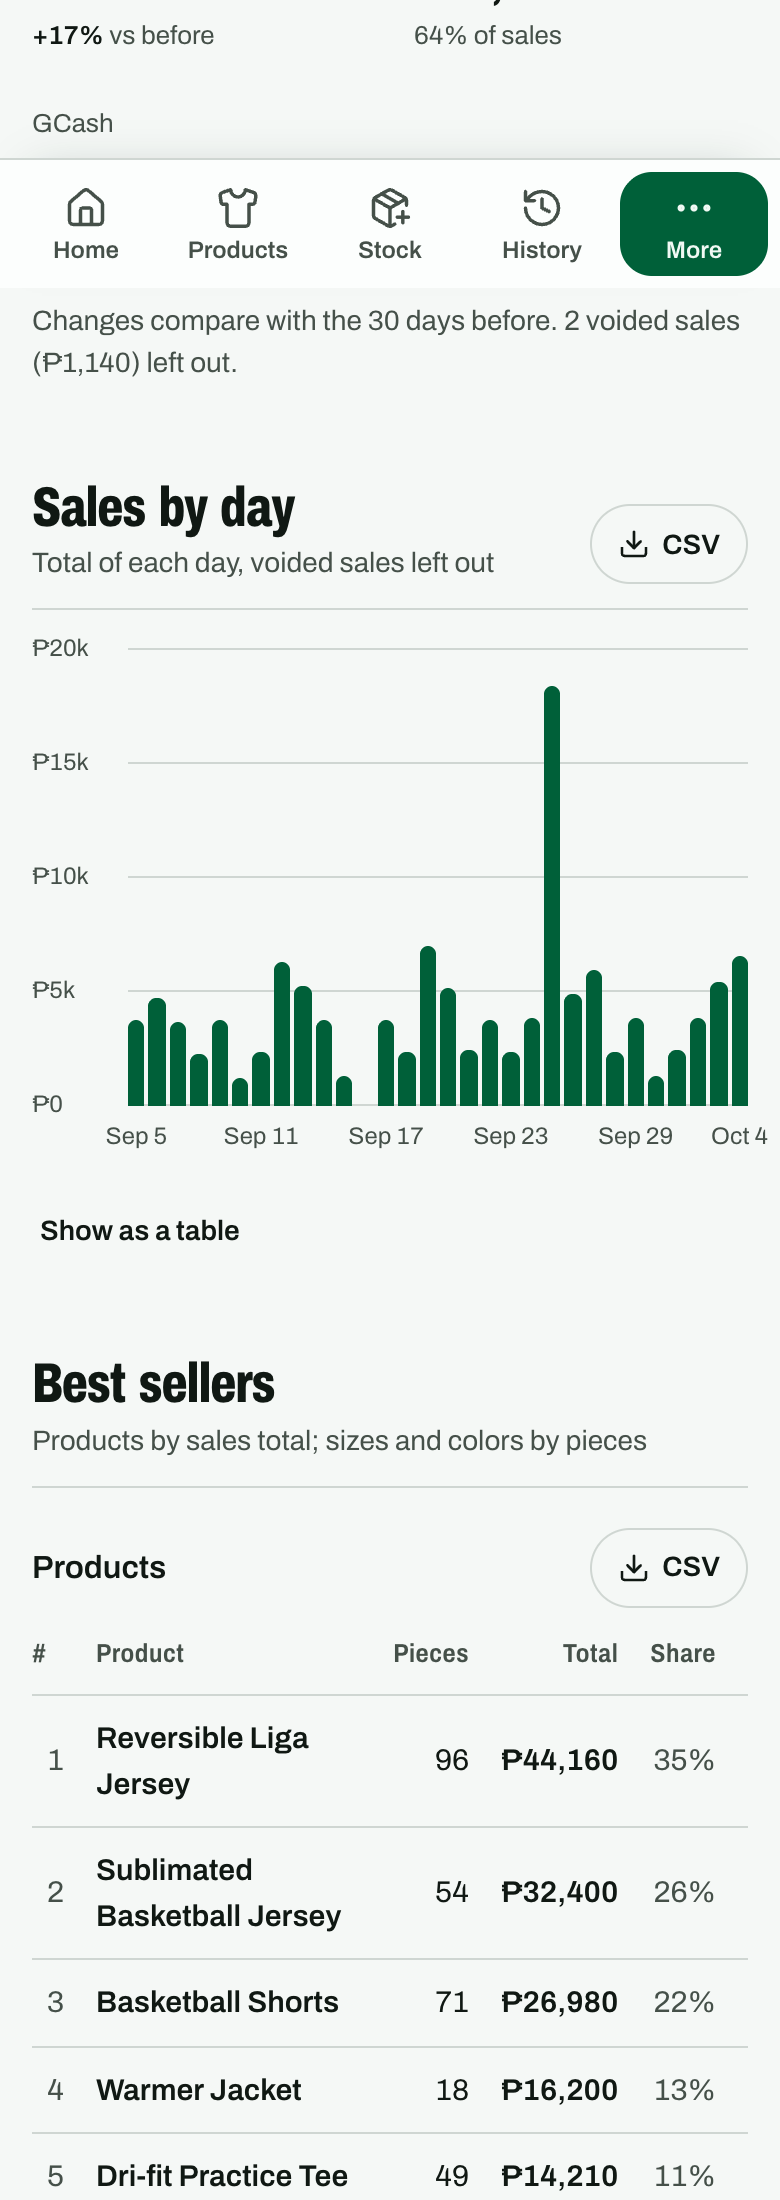 +17% vs before
64% of sales
GCash
Home
Products
Stock
History
More
Changes compare with the 30 days before. 2 voided sales
(₱1,140) left out.
Sales by day
Total of each day, voided sales left out
CSV
₱20k
₱15k
₱10k
₱5k
₱0
Sep 5
Sep 11
Sep 17
Sep 23
Sep 29
Oct 4
Show as a table
Best sellers
Products by sales total; sizes and colors by pieces
Products
CSV
# Product Pieces Total Share
1 Reversible Liga
Jersey 96 ₱44,160 35%
2 Sublimated
Basketball Jersey 54 ₱32,400 26%
3 Basketball Shorts 71 ₱26,980 22%
4 Warmer Jacket 18 ₱16,200 13%
5 Dri-fit Practice Tee 49 ₱14,210 11%